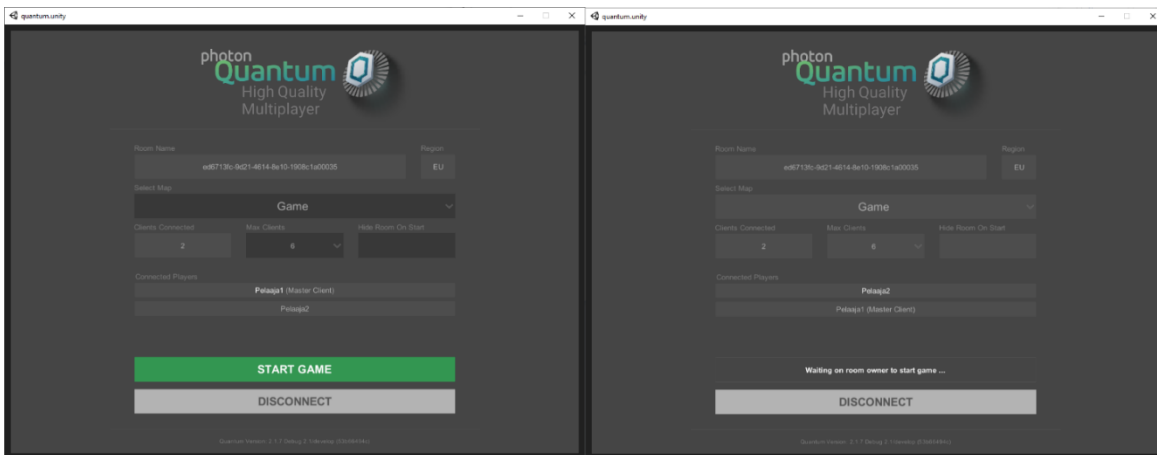 quantum.unity
photon
Quantum
High Quality
Multiplayer
Room Name
Region
ed6713fc-9d21-4614-8e10-1908c1a00035
EU
Select Map
Game
Clients Connected
Max Clients
Hide Room On Start
2
6
Connected Players
Pelaaja1 (Master Client)
Pelaaja2
START GAME
DISCONNECT
quantum.unity
photon
Quantum
High Quality
Multiplayer
Room Name
Region
ed6713fc-9d21-4614-8e10-1908c1a00035
EU
Select Map
Game
Clients Connected
Max Clients
Hide Room On Start
2
6
Connected Players
Pelaaja2
Pelaaja1 (Master Client)
Waiting on room owner to start game ...
DISCONNECT